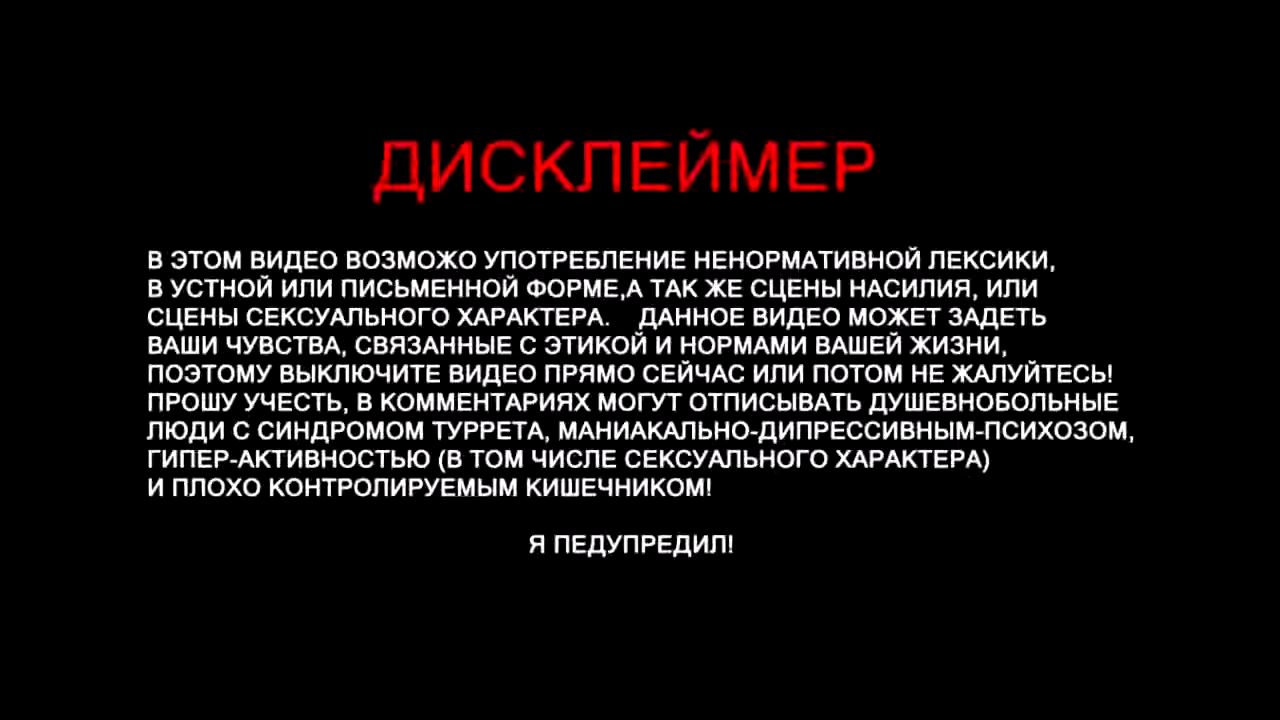 ДИСКЛЕЙМЕР
В ЭТОМ ВИДЕО ВОЗМОЖО УПОТРЕБЛЕНИЕ НЕНОРМАТИВНОЙ ЛЕКСИКИ,
В УСТНОЙ ИЛИ ПИСЬМЕННОЙ ФОРМЕ,А ТАК ЖЕ СЦЕНЫ НАСИЛИЯ, ИЛИ
СЦЕНЫ СЕКСУАЛЬНОГО ХАРАКТЕРА. ДАННОЕ ВИДЕО МОЖЕТ ЗАДЕТЬ
ВАШИ ЧУВСТВА, СВЯЗАННЫЕ С ЭТИКОЙ И НОРМАМИ ВАШЕЙ ЖИЗНИ,
ПОЭТОМУ ВЫКЛЮЧИТЕ ВИДЕО ПРЯМО СЕЙЧАС ИЛИ ПОТОМ НЕ ЖАЛУЙТЕСЬ!
ПРОШУ УЧЕСТЬ, В КОММЕНТАРИЯХ МОГУТ ОТПИСЫВАТЬ ДУШЕВНОБОЛЬНЫЕ
ЛЮДИ С СИНДРОМОМ ТУРРЕТА, МАНИАКАЛЬНО-ДИПРЕССИВНЫМ-ПСИХОЗОМ,
ГИПЕР-АКТИВНОСТЬЮ (В ТОМ ЧИСЛЕ СЕКСУАЛЬНОГО ХАРАКТЕРА)
И ПЛОХО КОНТРОЛИРУЕМЫМ КИШЕЧНИКОМ!
Я ПЕДУПРЕДИЛ!